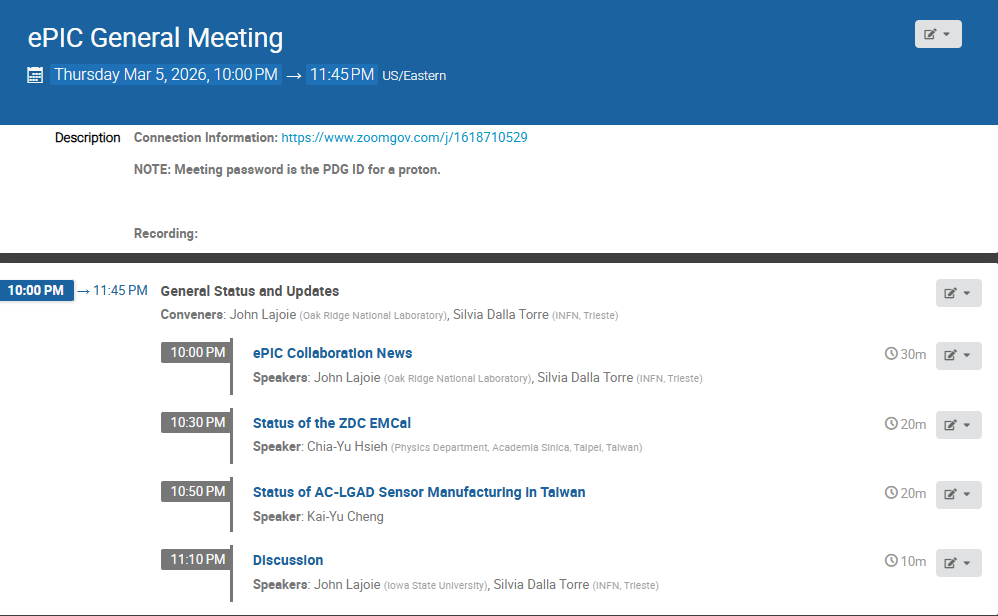 ePIC General Meeting
Thursday Mar 5, 2026, 10:00 PM → 11:45 PM US/Eastern
Description Connection Information: https://www.zoomgov.com/j/1618710529
NOTE: Meeting password is the PDG ID for a proton.
Recording:
10:00 PM → 11:45 PM General Status and Updates
Conveners: John Lajoie (Oak Ridge National Laboratory), Silvia Dalla Torre (INFN, Trieste)
10:00 PM ePIC Collaboration News 30m
Speakers: John Lajoie (Oak Ridge National Laboratory), Silvia Dalla Torre (INFN, Trieste)
10:30 PM Status of the ZDC EMCal 20m
Speaker: Chia-Yu Hsieh (Physics Department, Academia Sinica, Taipei, Taiwan)
10:50 PM Status of AC-LGAD Sensor Manufacturing in Taiwan 20m
Speaker: Kai-Yu Cheng
11:10 PM Discussion 10m
Speakers: John Lajoie (Iowa State University), Silvia Dalla Torre (INFN, Trieste)